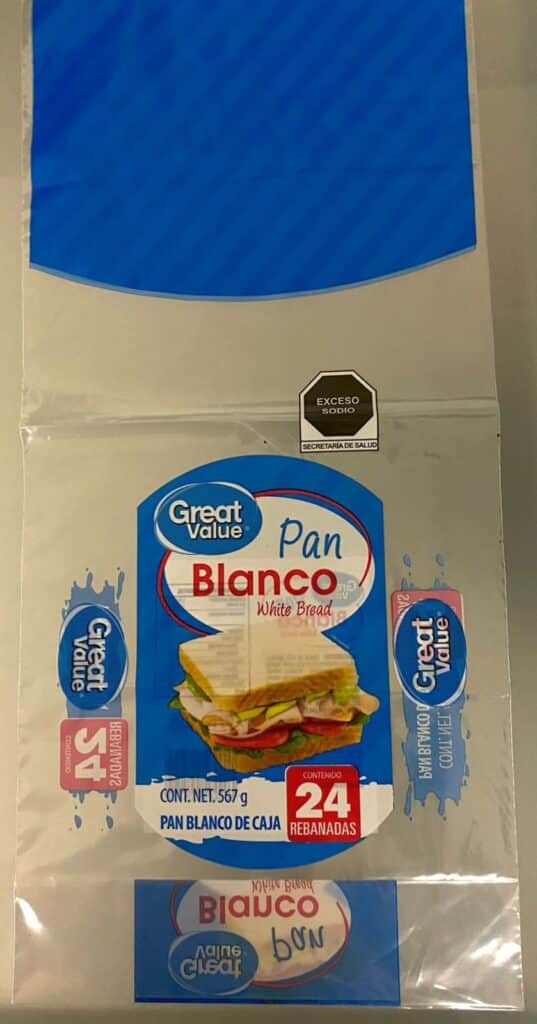 EXCESO
SODIO
SECRETARÍA DE SALUD
Great
Value
Pan
Blanco
White Bread
Great
Value
CONTENIDO
24
REBANADAS
Great
Value
PAN BLANCO D
CONT. NET.
CONT. NET. 567 g
PAN BLANCO DE CAJA
CONTENIDO
24
REBANADAS
White Bread
Blanco
Pan
Great
Value